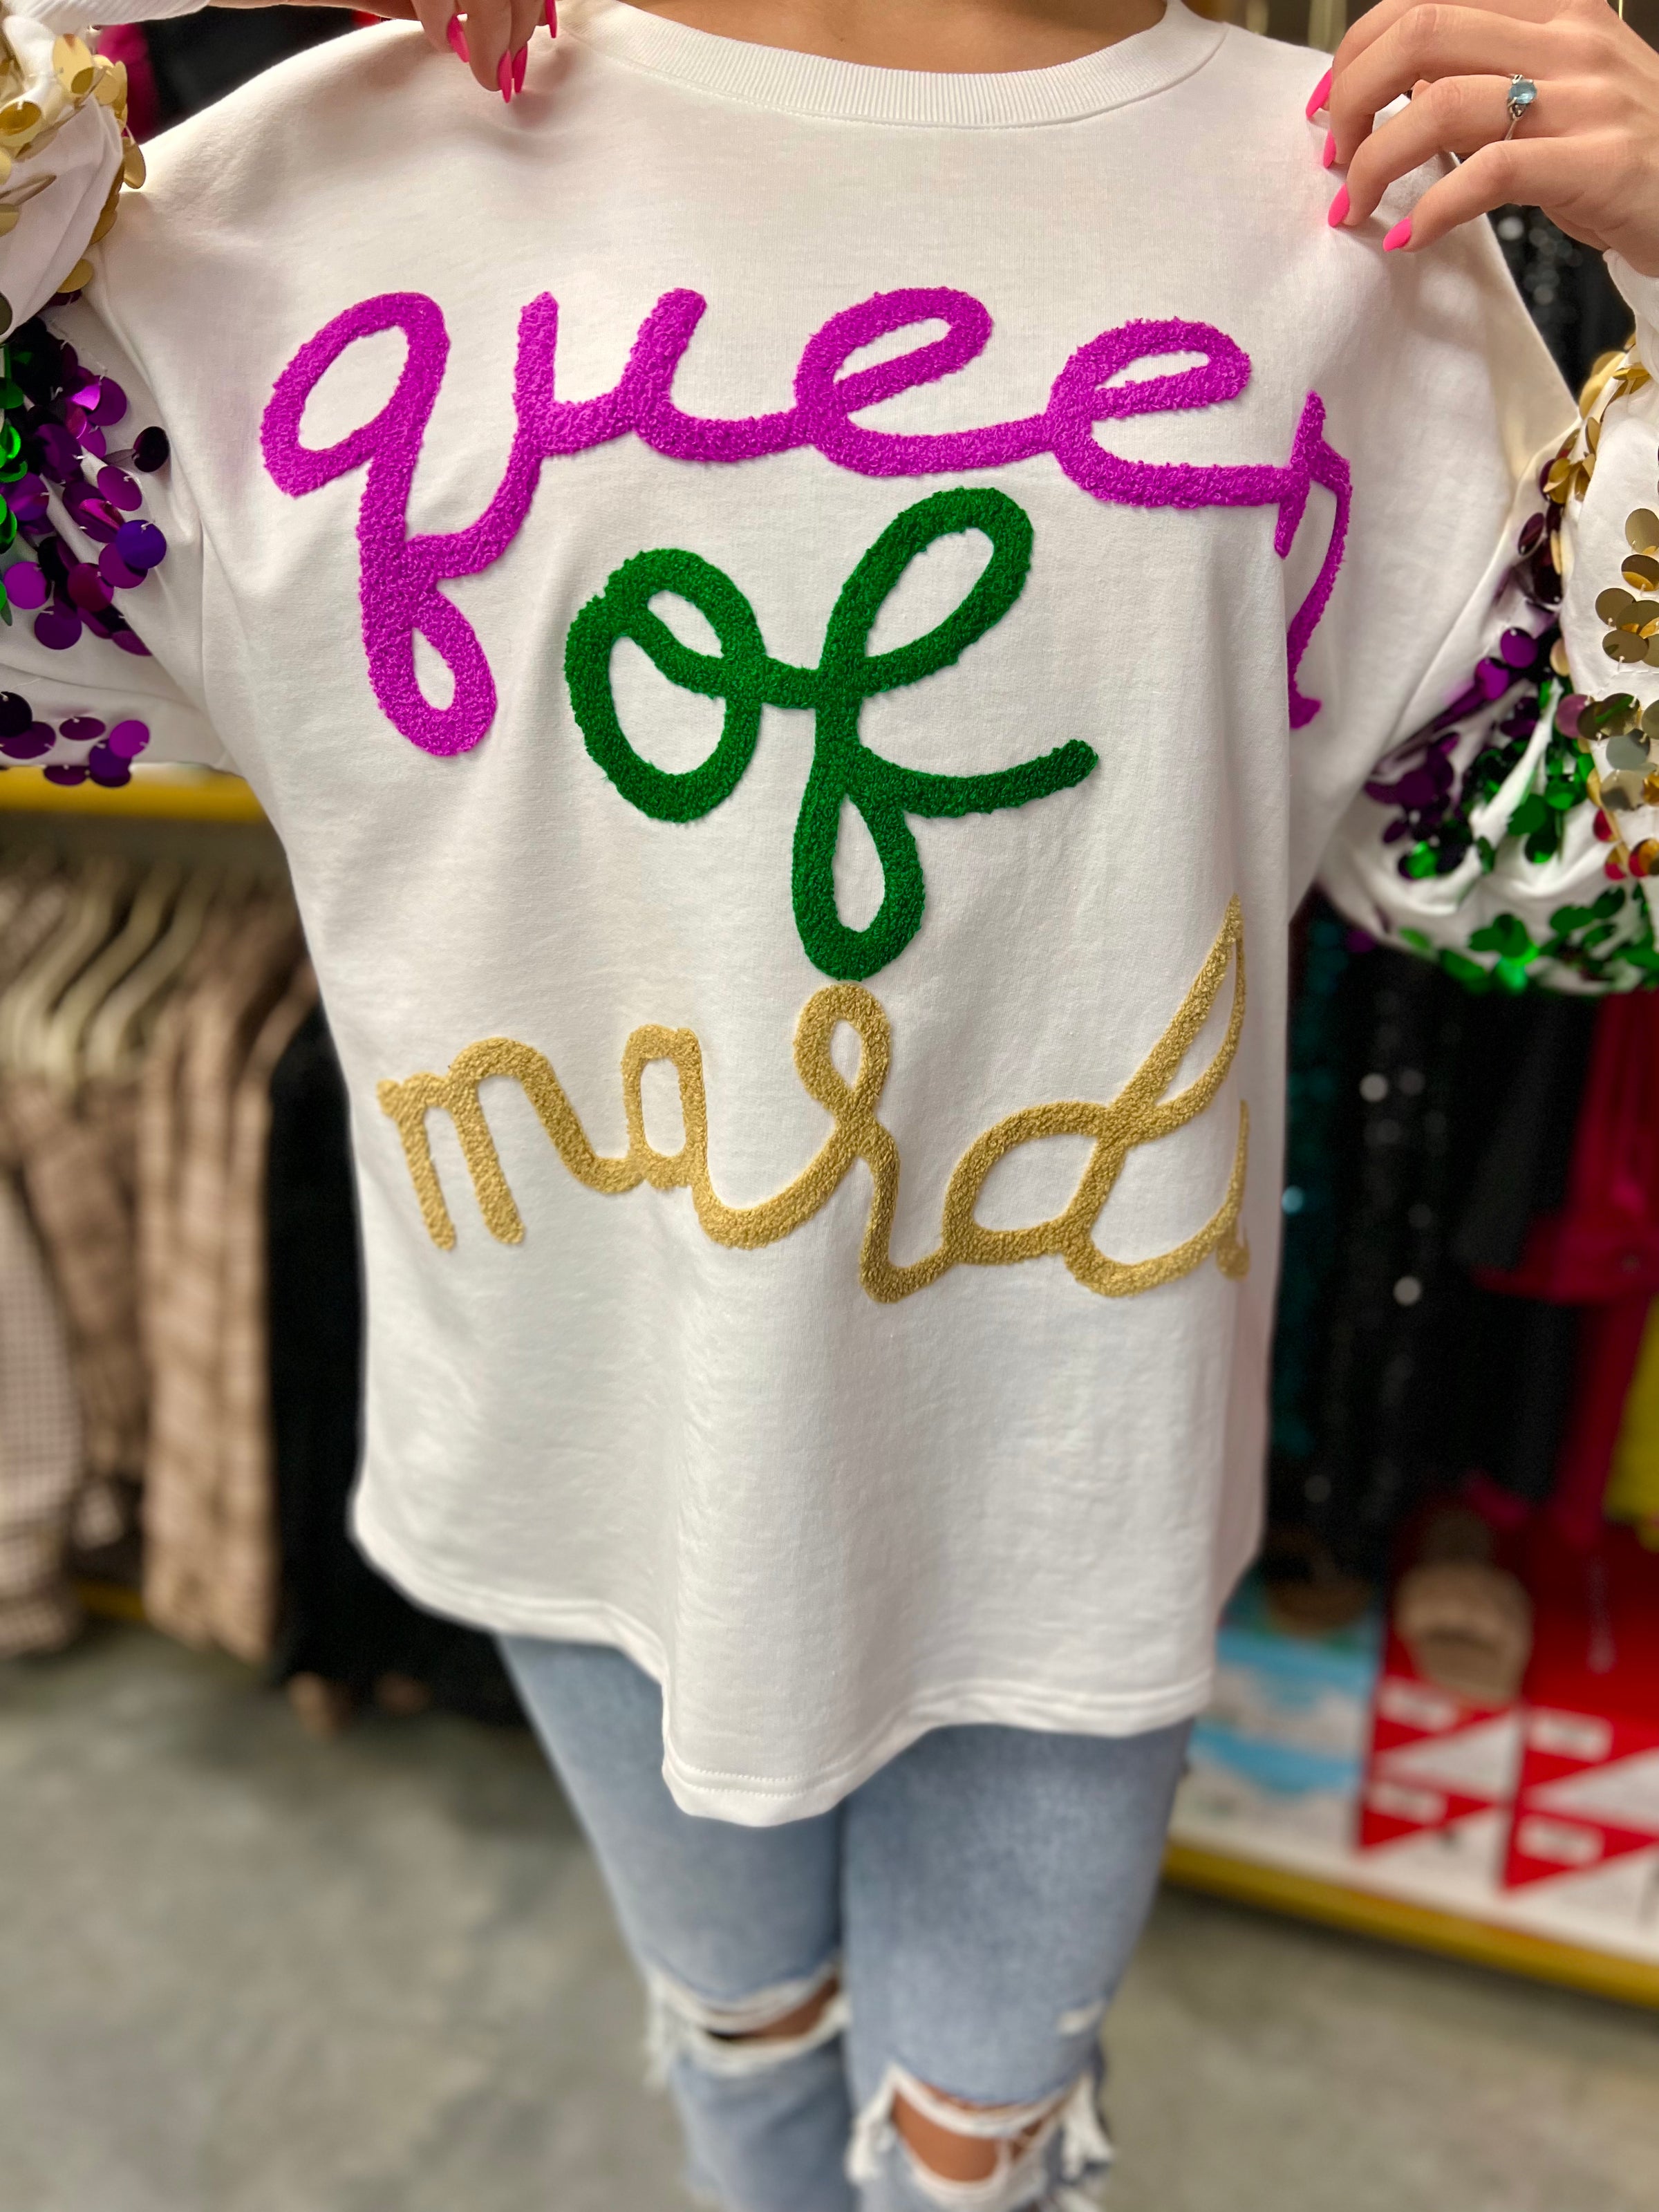 queen
of
mardi